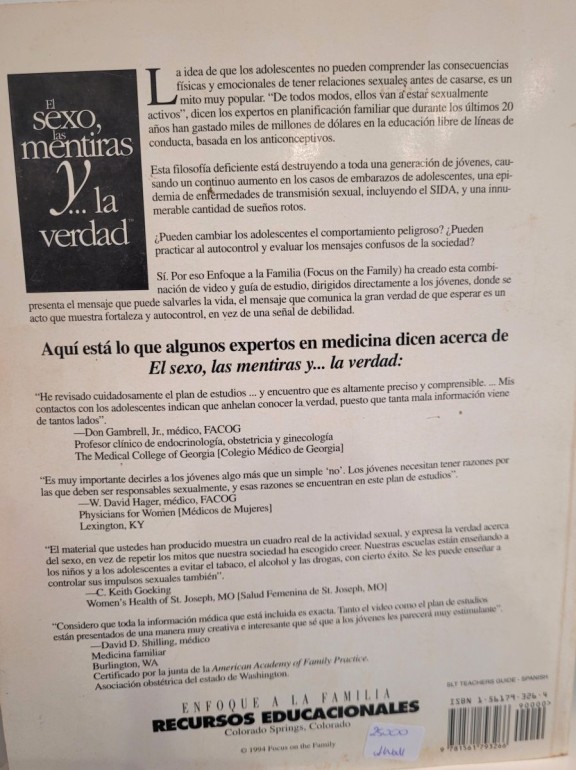 El
sexo,
las
mentiras
y
... la
verdad™
La idea de que los adolescentes no pueden comprender las consecuencias
físicas y emocionales de tener relaciones sexuales antes de casarse, es un
mito muy popular. “De todos modos, ellos van a estar sexualmente
activos”, dicen los expertos en planificación familiar que durante los últimos 20
años han gastado miles de millones de dólares en la educación libre de líneas de
conducta, basada en los anticonceptivos.
Esta filosofía deficiente está destruyendo a toda una generación de jóvenes, cau-
sando un continuo aumento en los casos de embarazos de adolescentes, una epi-
demia de enfermedades de transmisión sexual, incluyendo el SIDA, y una innu-
merable cantidad de sueños rotos.
¿Pueden cambiar los adolescentes el comportamiento peligroso? ¿Pueden
practicar al autocontrol y evaluar los mensajes confusos de la sociedad?
Sí. Por eso Enfoque a la Familia (Focus on the Family) ha creado esta combi-
nación de video y guía de estudio, dirigidos directamente a los jóvenes, donde se
presenta el mensaje que puede salvarles la vida, el mensaje que comunica la gran verdad de que esperar es un
acto que muestra fortaleza y autocontrol, en vez de una señal de debilidad.
Aquí está lo que algunos expertos en medicina dicen acerca de
El sexo, las mentiras y... la verdad:
“He revisado cuidadosamente el plan de estudios ... y encuentro que es altamente preciso y comprensible. ... Mis
contactos con los adolescentes indican que anhelan conocer la verdad, puesto que tanta mala información viene
de tantos lados”.
—Don Gambrell, Jr., médico, FACOG
Profesor clínico de endocrinología, obstetricia y ginecología
The Medical College of Georgia [Colegio Médico de Georgia]
“Es muy importante decirles a los jóvenes algo más que un simple ‘no’. Los jóvenes necesitan tener razones por
las que deben ser responsables sexualmente, y esas razones se encuentran en este plan de estudios”.
—W. David Hager, médico, FACOG
Physicians for Women [Médicos de Mujeres]
Lexington, KY
“El material que ustedes han producido muestra un cuadro real de la actividad sexual, y expresa la verdad acerca
del sexo, en vez de repetir los mitos que nuestra sociedad ha escogido creer. Nuestras escuelas están enseñando a
los niños y a los adolescentes a evitar el tabaco, el alcohol y las drogas, con cierto éxito. Se les puede enseñar a
controlar sus impulsos sexuales también”.
—C. Keith Goeking
Women's Health of St. Joseph, MO [Salud Femenina de St. Joseph, MO]
“Considero que toda la información médica que está incluida es exacta. Tanto el video como el plan de estudios
están presentados de una manera muy creativa e interesante que sé que a los jóvenes les parecerá muy estimulante”.
—David D. Shilling, médico
Medicina familiar
Burlington, WA
Certificado por la junta de la American Academy of Family Practice.
Asociación obstétrica del estado de Washington.
ENFOQUE A LA FAMILIA
RECURSOS EDUCACIONALES
Colorado Springs, Colorado
© 1994 Focus on the Family
SLT TEACHERS GUIDE - SPANISH
ISBN 1-56179-326-4
90000>
9 781561 793266